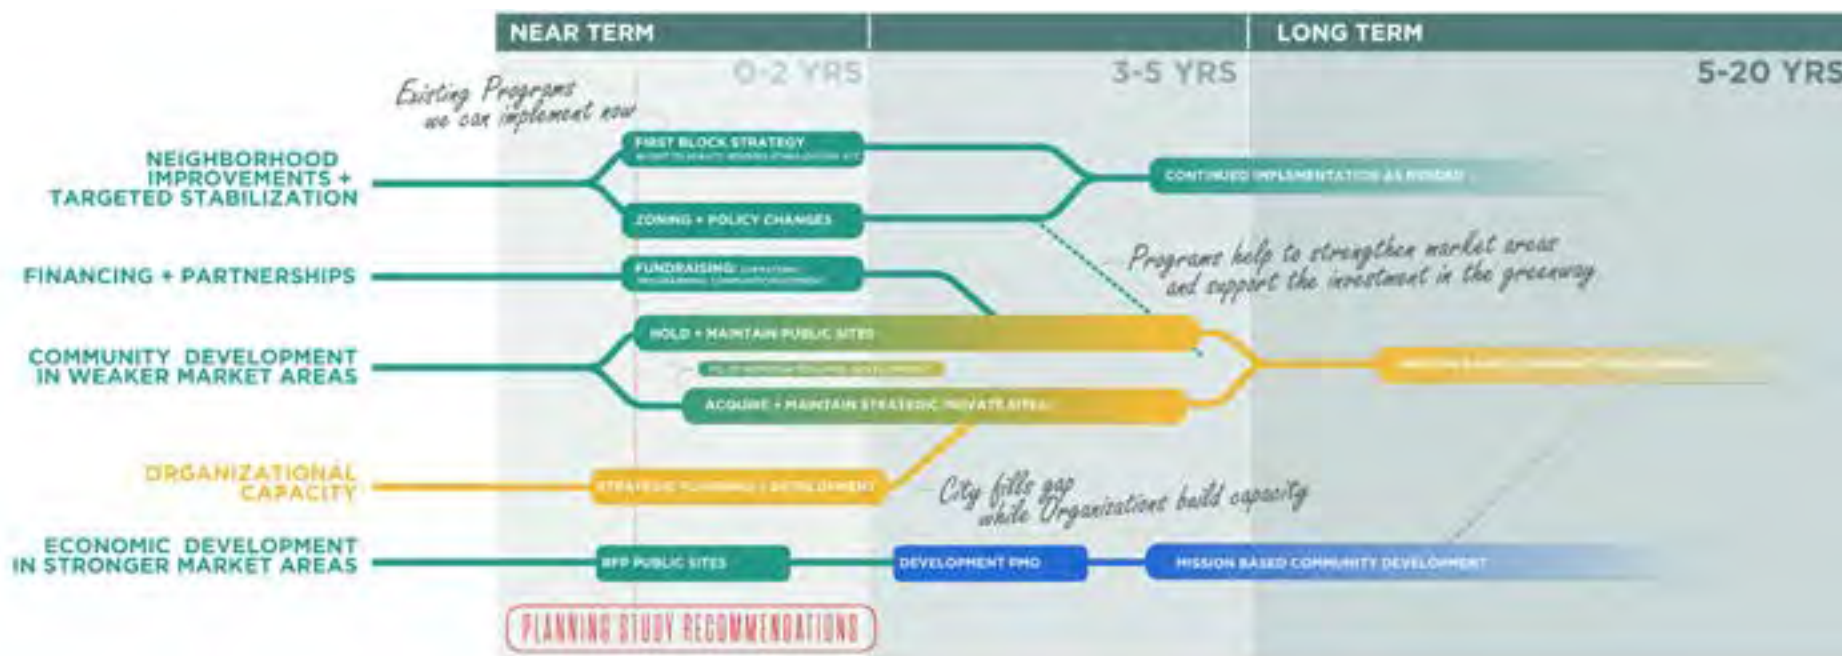 NEAR TERM
LONG TERM
0-2 YRS
3-5 YRS
5-20 YRS
Existing Programs
we can implement now
NEIGHBORHOOD
IMPROVEMENTS +
TARGETED STABILIZATION
FIRST BLOCK STRATEGY
ZONING + POLICY CHANGES
CONTINUED IMPLEMENTATION AS NEEDED
Programs help to strengthen market areas
and support the investment in the greenway
FINANCING + PARTNERSHIPS
FUNDRAISING:
COMMUNITY DEVELOPMENT
IN WEAKER MARKET AREAS
HOLD + MAINTAIN PUBLIC SITES
ACQUIRE + MAINTAIN STRATEGIC PRIVATE SITES
ORGANIZATIONAL
CAPACITY
STRATEGIC PLANNING + DEVELOPMENT
City fills gap
while Organizations build capacity
ECONOMIC DEVELOPMENT
IN STRONGER MARKET AREAS
RFP PUBLIC SITES
DEVELOPMENT PMO
MISSION BASED COMMUNITY DEVELOPMENT
PLANNING STUDY RECOMMENDATIONS